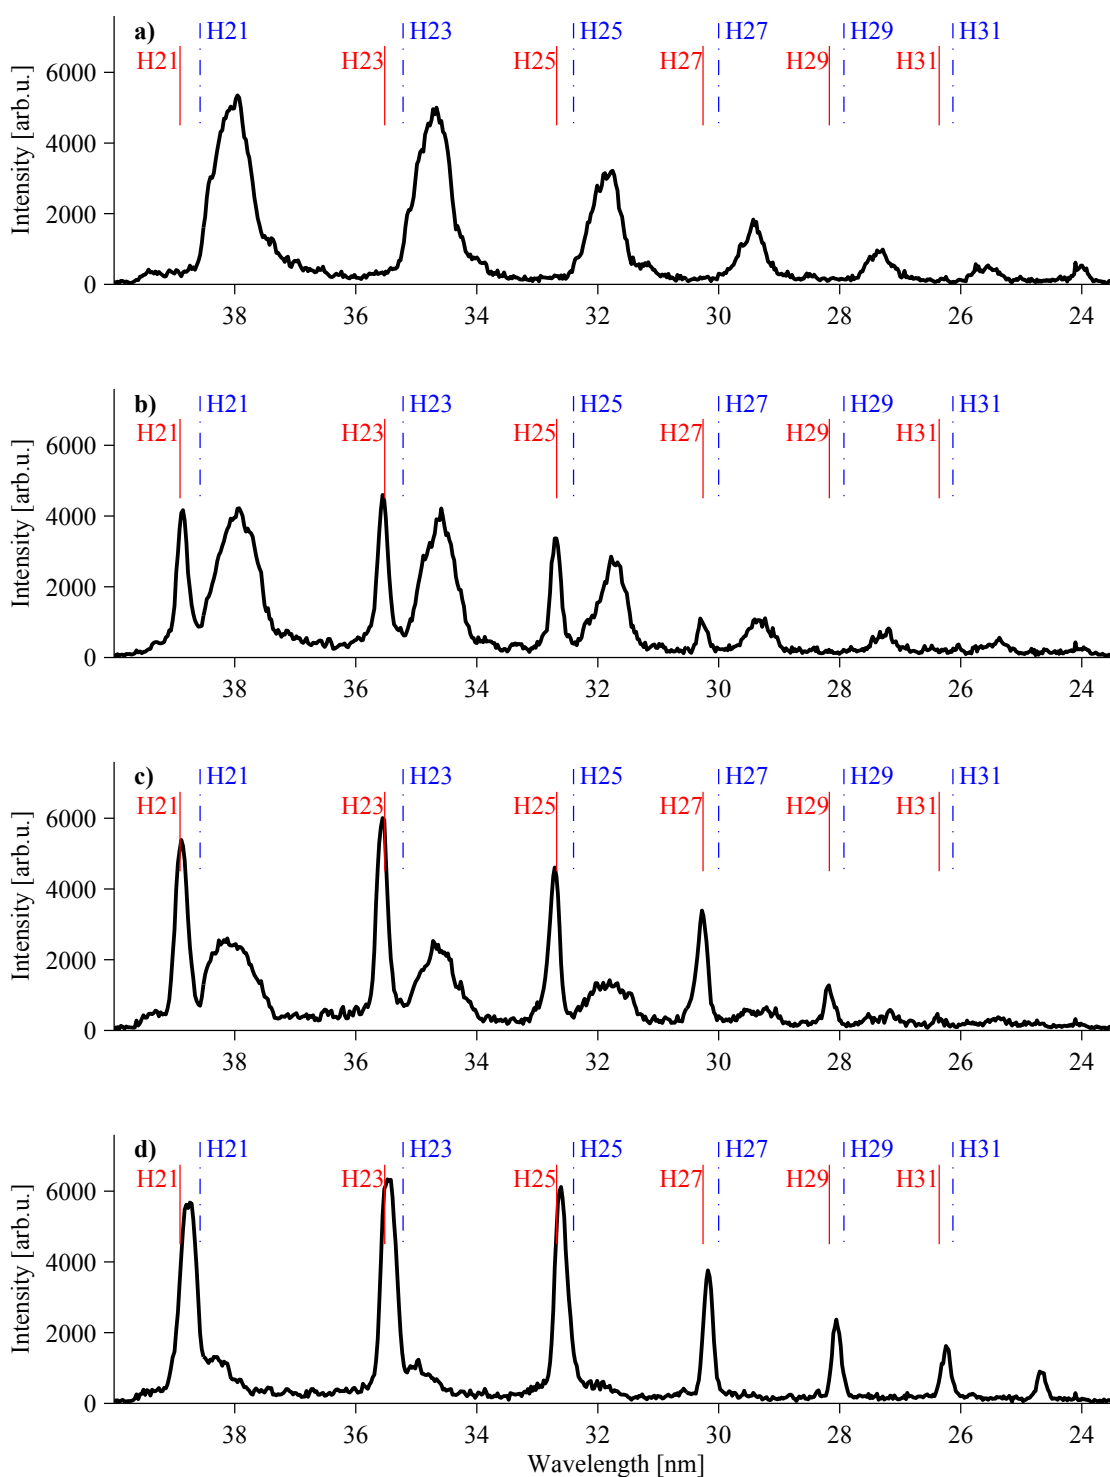 a) H21 H23 H25 H27 H29 H31
H21 H23 H25 H27 H29 H31
6000
4000
2000
0
Intensity [arb.u.]
38 36 34 32 30 28 26 24
b) H21 H23 H25 H27 H29 H31
H21 H23 H25 H27 H29 H31
6000
4000
2000
0
Intensity [arb.u.]
38 36 34 32 30 28 26 24
c) H21 H23 H25 H27 H29 H31
H21 H23 H25 H27 H29 H31
6000
4000
2000
0
Intensity [arb.u.]
38 36 34 32 30 28 26 24
d) H21 H23 H25 H27 H29 H31
H21 H23 H25 H27 H29 H31
6000
4000
2000
0
Intensity [arb.u.]
38 36 34 32 30 28 26 24
Wavelength [nm]